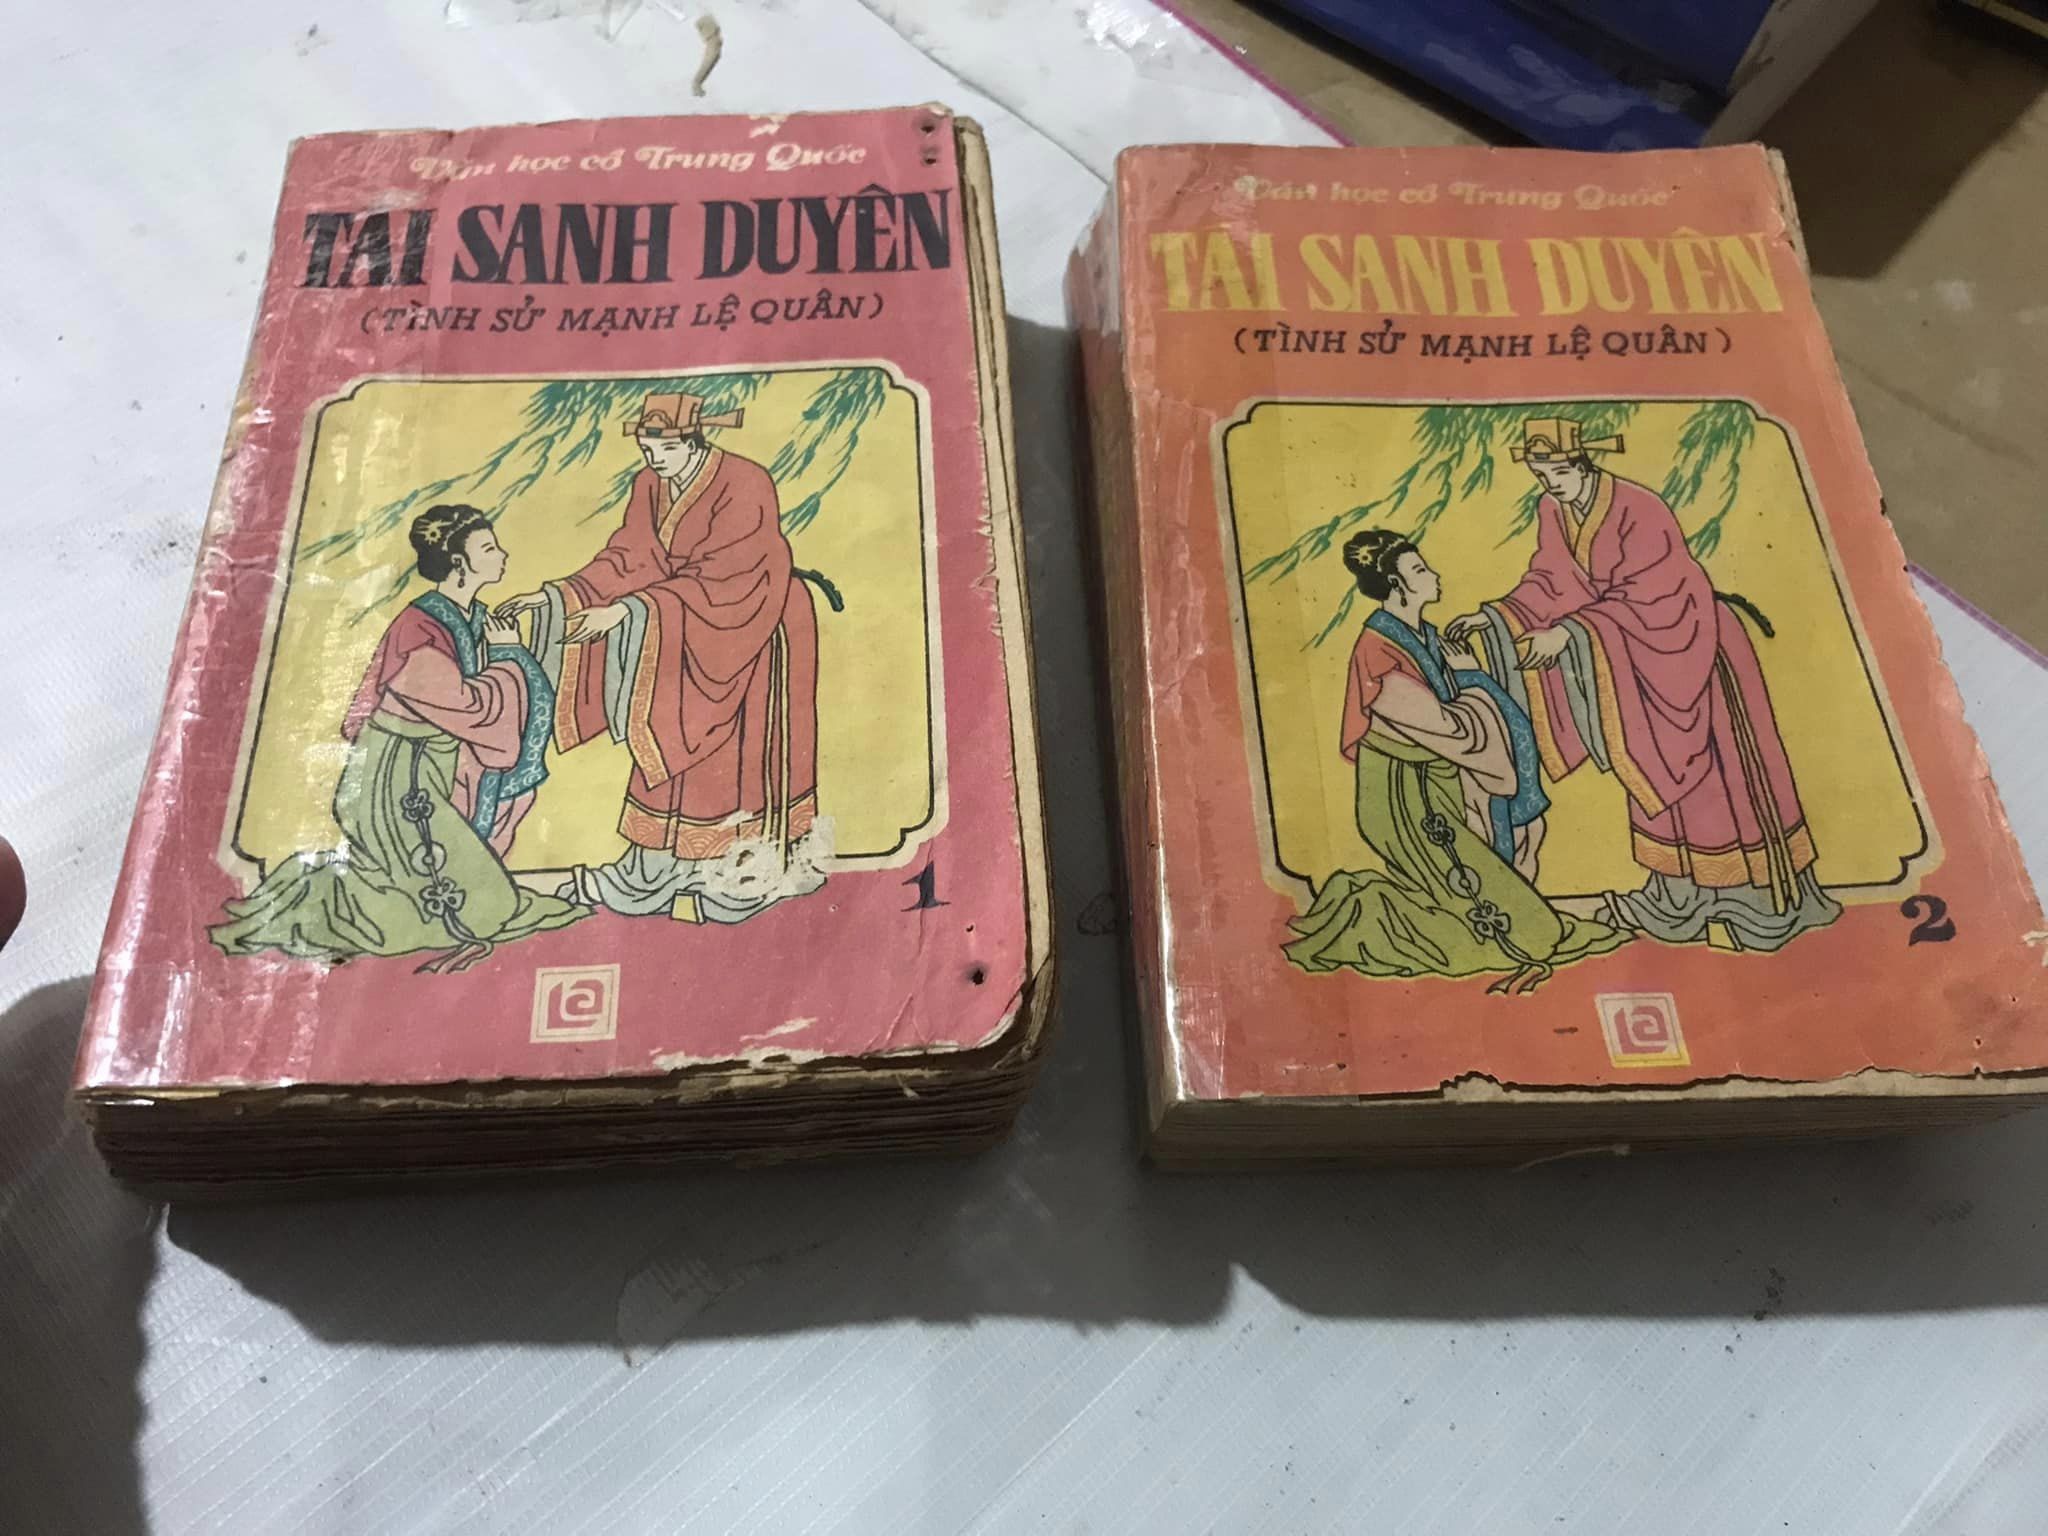 Văn học cổ Trung Quốc
TÁI SANH DUYÊN
(TÌNH SỬ MẠNH LỆ QUÂN)
1
Văn học cổ Trung Quốc
TÁI SANH DUYÊN
(TÌNH SỬ MẠNH LỆ QUÂN)
2